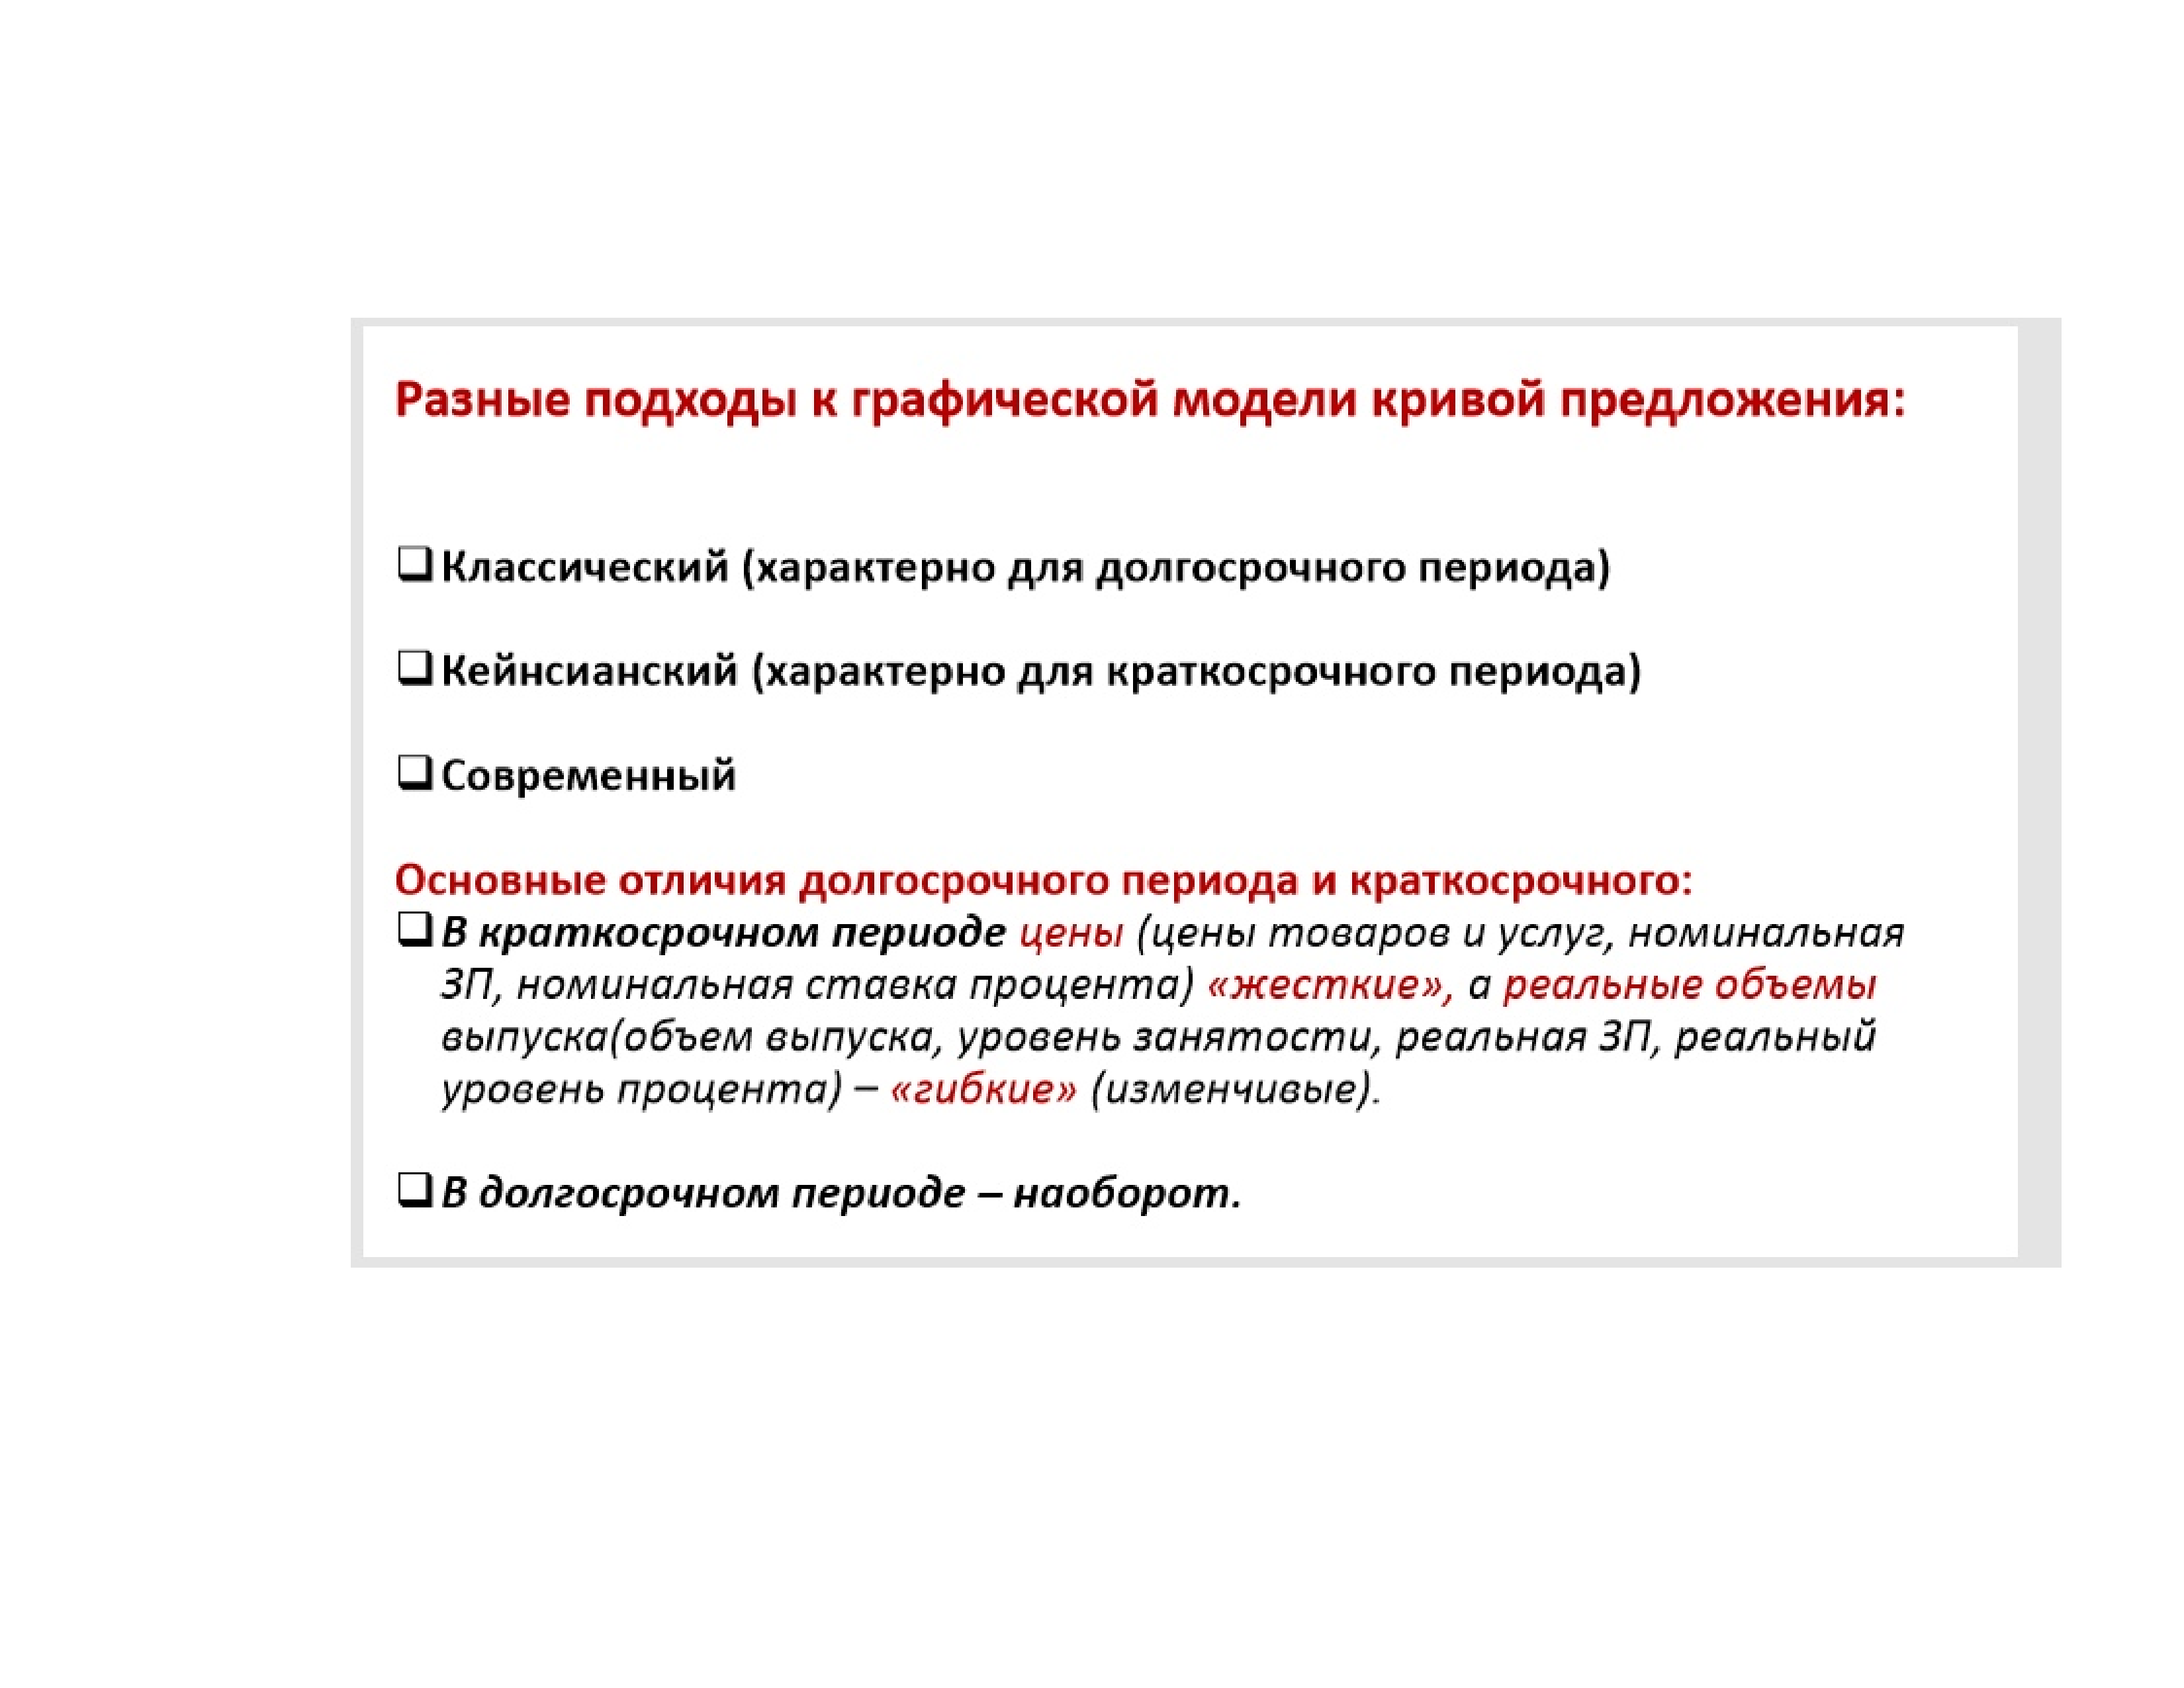 Разные подходы к графической модели кривой предложения:
❑Классический (характерно для долгосрочного периода)
❑Кейнсианский (характерно для краткосрочного периода)
❑Современный
Основные отличия долгосрочного периода и краткосрочного:
❑В краткосрочном периоде цены (цены товаров и услуг, номинальная
ЗП, номинальная ставка процента) «жесткие», а реальные объемы
выпуска(объем выпуска, уровень занятости, реальная ЗП, реальный
уровень процента) – «гибкие» (изменчивые).
❑В долгосрочном периоде – наоборот.